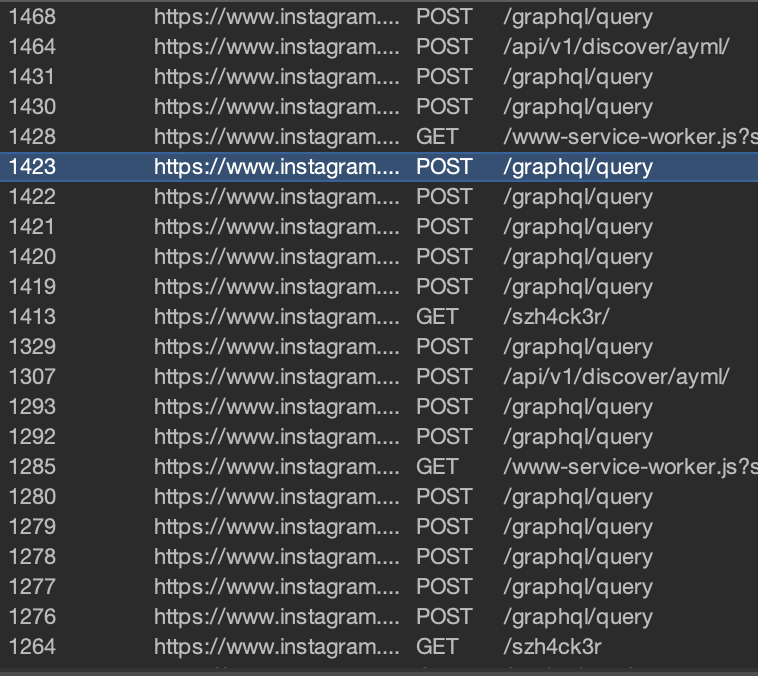 1468 https://www.instagram.... POST /graphql/query
1464 https://www.instagram.... POST /api/v1/discover/ayml/
1431 https://www.instagram.... POST /graphql/query
1430 https://www.instagram.... POST /graphql/query
1428 https://www.instagram.... GET /www-service-worker.js?s
1423 https://www.instagram.... POST /graphql/query
1422 https://www.instagram.... POST /graphql/query
1421 https://www.instagram.... POST /graphql/query
1420 https://www.instagram.... POST /graphql/query
1419 https://www.instagram.... POST /graphql/query
1413 https://www.instagram.... GET /szh4ck3r/
1329 https://www.instagram.... POST /graphql/query
1307 https://www.instagram.... POST /api/v1/discover/ayml/
1293 https://www.instagram.... POST /graphql/query
1292 https://www.instagram.... POST /graphql/query
1285 https://www.instagram.... GET /www-service-worker.js?s
1280 https://www.instagram.... POST /graphql/query
1279 https://www.instagram.... POST /graphql/query
1278 https://www.instagram.... POST /graphql/query
1277 https://www.instagram.... POST /graphql/query
1276 https://www.instagram.... POST /graphql/query
1264 https://www.instagram.... GET /szh4ck3r